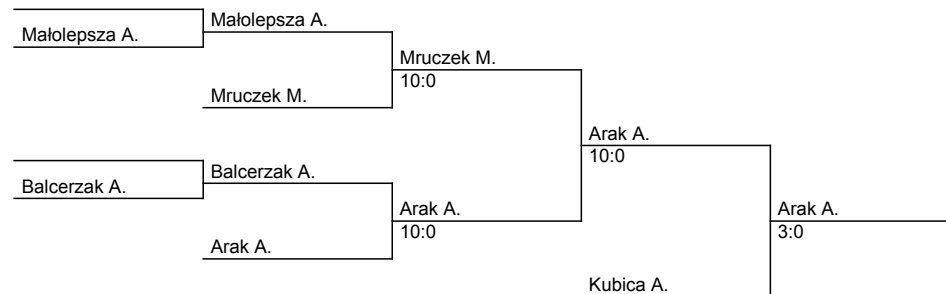 Małolepsza A.
Małolepsza A.
Mruczek M.
10:0
Mruczek M.
Arak A.
10:0
Balcerzak A.
Balcerzak A.
Arak A.
10:0
Arak A.
3:0
Arak A.
Kubica A.